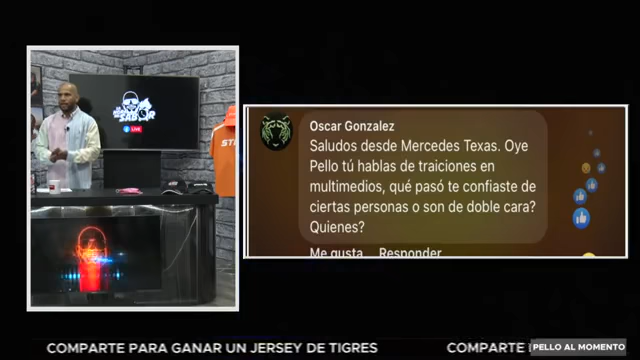 SABOR
LIVE
STI
Oscar Gonzalez
Saludos desde Mercedes Texas. Oye
Pello tú hablas de traiciones en
multimedios, qué pasó te confiaste de
ciertas personas o son de doble cara?
Quienes?
Me gusta Responder
COMPARTE PARA GANAR UN JERSEY DE TIGRES
COMPARTE
PELLO AL MOMENTO